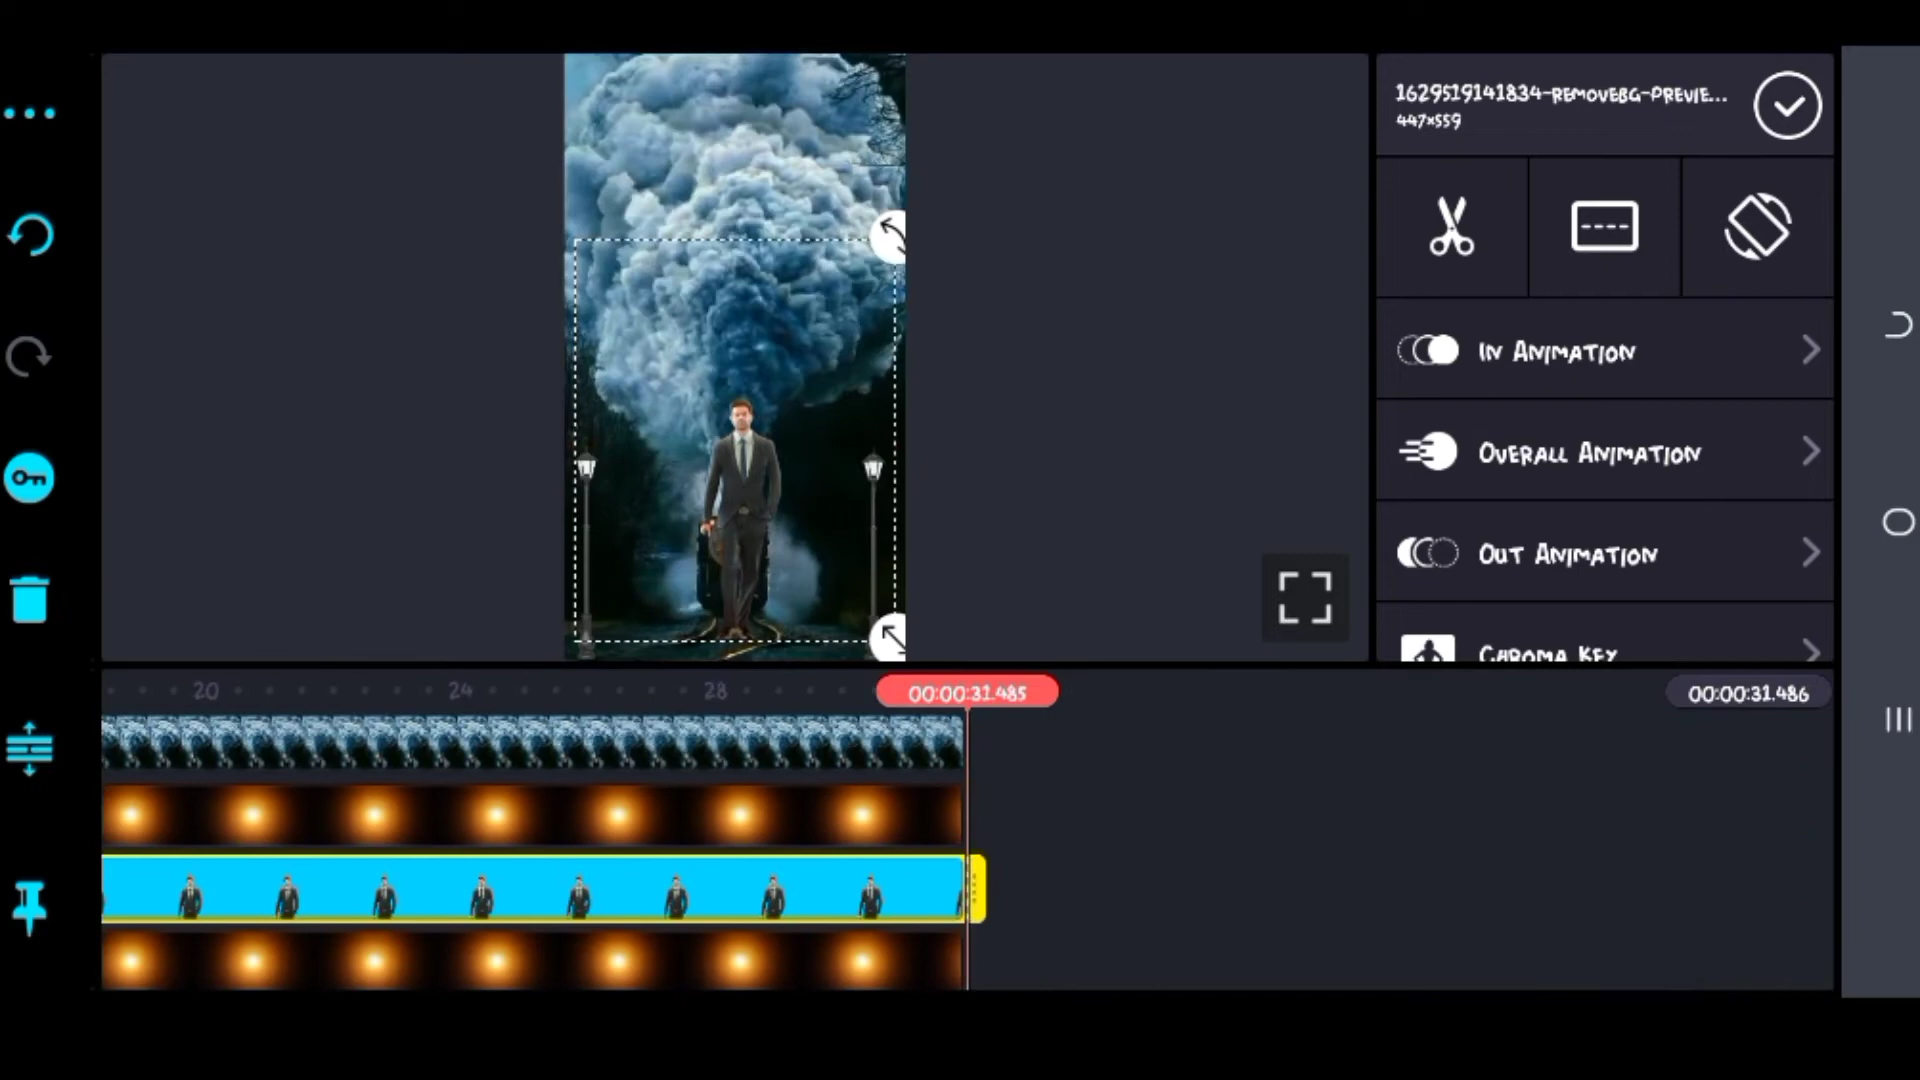 1629519141834-REMOVEBG-PREVIE...
447×559
IN ANIMATION
OVERALL ANIMATION
OUT ANIMATION
CHROMA KEY
20
24
28
00:00:31.485
00:00:31.486